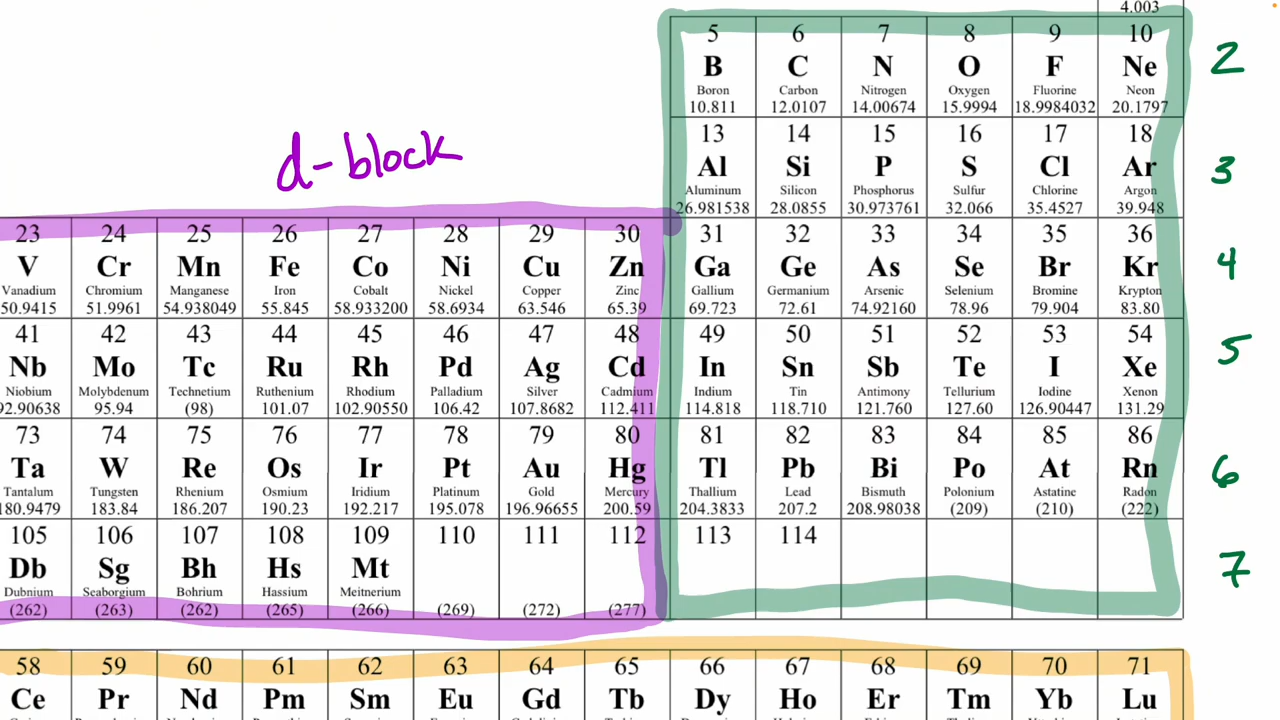 4.003
5 6 7 8 9 10 2
B C N O F Ne
Boron Carbon Nitrogen Oxygen Fluorine Neon
10.811 12.0107 14.00674 15.9994 18.9984032 20.1797
d-block
13 14 15 16 17 18 3
Al Si P S Cl Ar
Aluminum Silicon Phosphorus Sulfur Chlorine Argon
26.981538 28.0855 30.973761 32.066 35.4527 39.948
23 24 25 26 27 28 29 30 31 32 33 34 35 36 4
V Cr Mn Fe Co Ni Cu Zn Ga Ge As Se Br Kr
Vanadium Chromium Manganese Iron Cobalt Nickel Copper Zinc Gallium Germanium Arsenic Selenium Bromine Krypton
50.9415 51.9961 54.938049 55.845 58.933200 58.6934 63.546 65.39 69.723 72.61 74.92160 78.96 79.904 83.80
41 42 43 44 45 46 47 48 49 50 51 52 53 54 5
Nb Mo Tc Ru Rh Pd Ag Cd In Sn Sb Te I Xe
Niobium Molybdenum Technetium Ruthenium Rhodium Palladium Silver Cadmium Indium Tin Antimony Tellurium Iodine Xenon
92.90638 95.94 (98) 101.07 102.90550 106.42 107.8682 112.411 114.818 118.710 121.760 127.60 126.90447 131.29
73 74 75 76 77 78 79 80 81 82 83 84 85 86 6
Ta W Re Os Ir Pt Au Hg Tl Pb Bi Po At Rn
Tantalum Tungsten Rhenium Osmium Iridium Platinum Gold Mercury Thallium Lead Bismuth Polonium Astatine Radon
180.9479 183.84 186.207 190.23 192.217 195.078 196.96655 200.59 204.3833 207.2 208.98038 (209) (210) (222)
105 106 107 108 109 110 111 112 113 114 7
Db Sg Bh Hs Mt
Dubnium Seaborgium Bohrium Hassium Meitnerium
(262) (263) (262) (265) (266) (269) (272) (277)
58 59 60 61 62 63 64 65 66 67 68 69 70 71
Ce Pr Nd Pm Sm Eu Gd Tb Dy Ho Er Tm Yb Lu